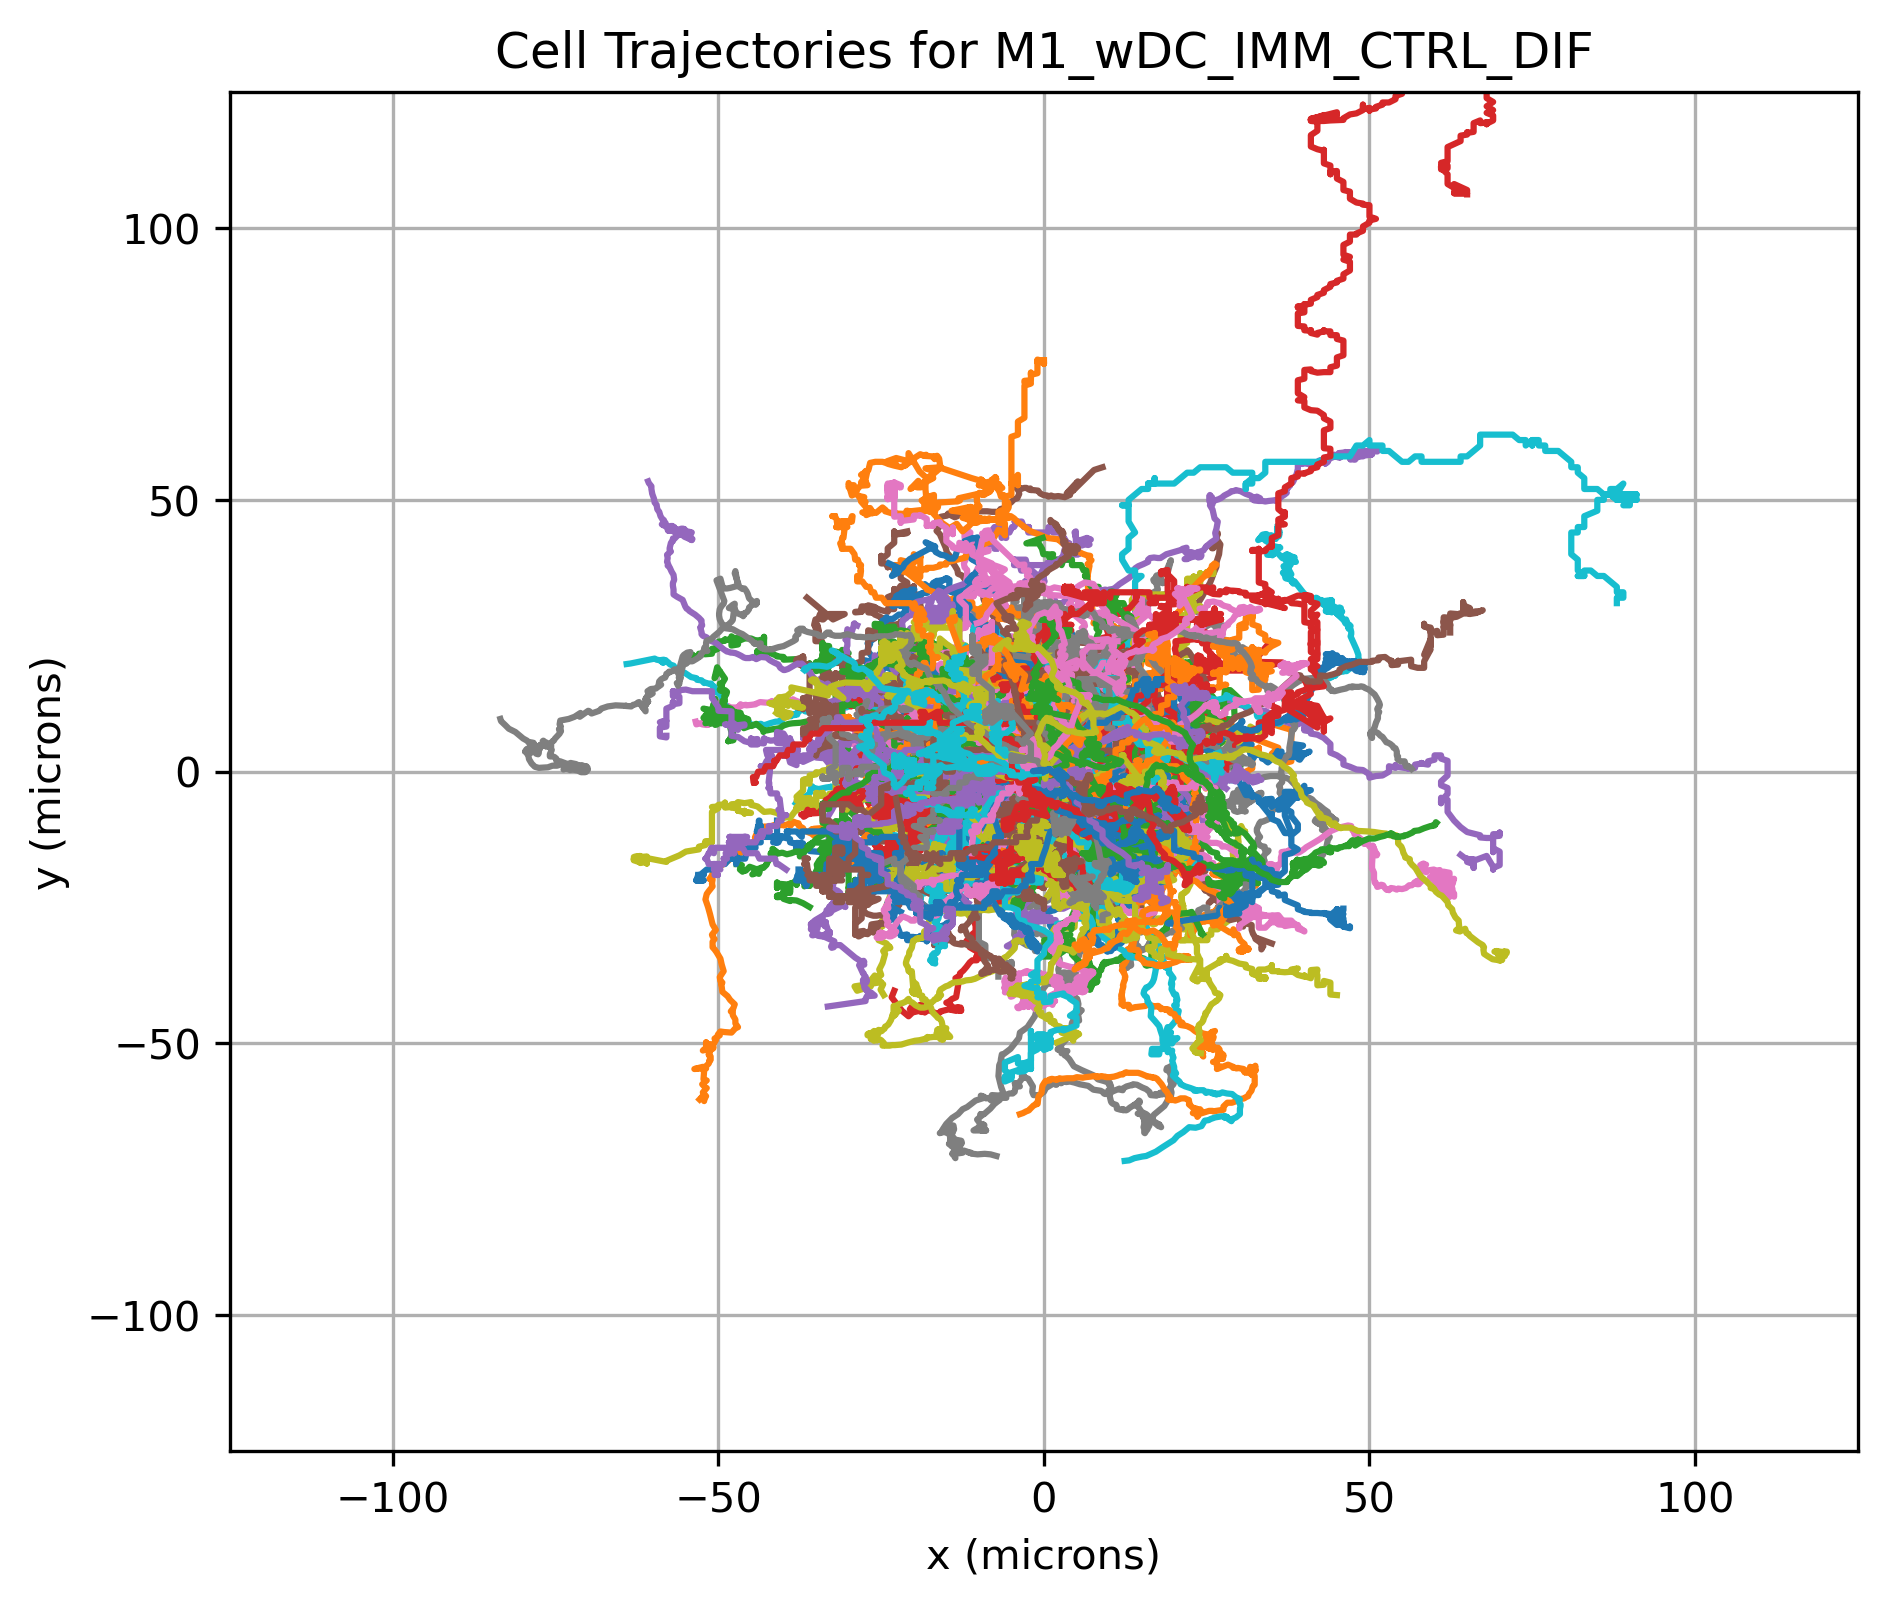 Cell Trajectories for M1_wDC_IMM_CTRL_DIF
y (microns)
100
50
0
−50
−100
−100 −50 0 50 100
x (microns)